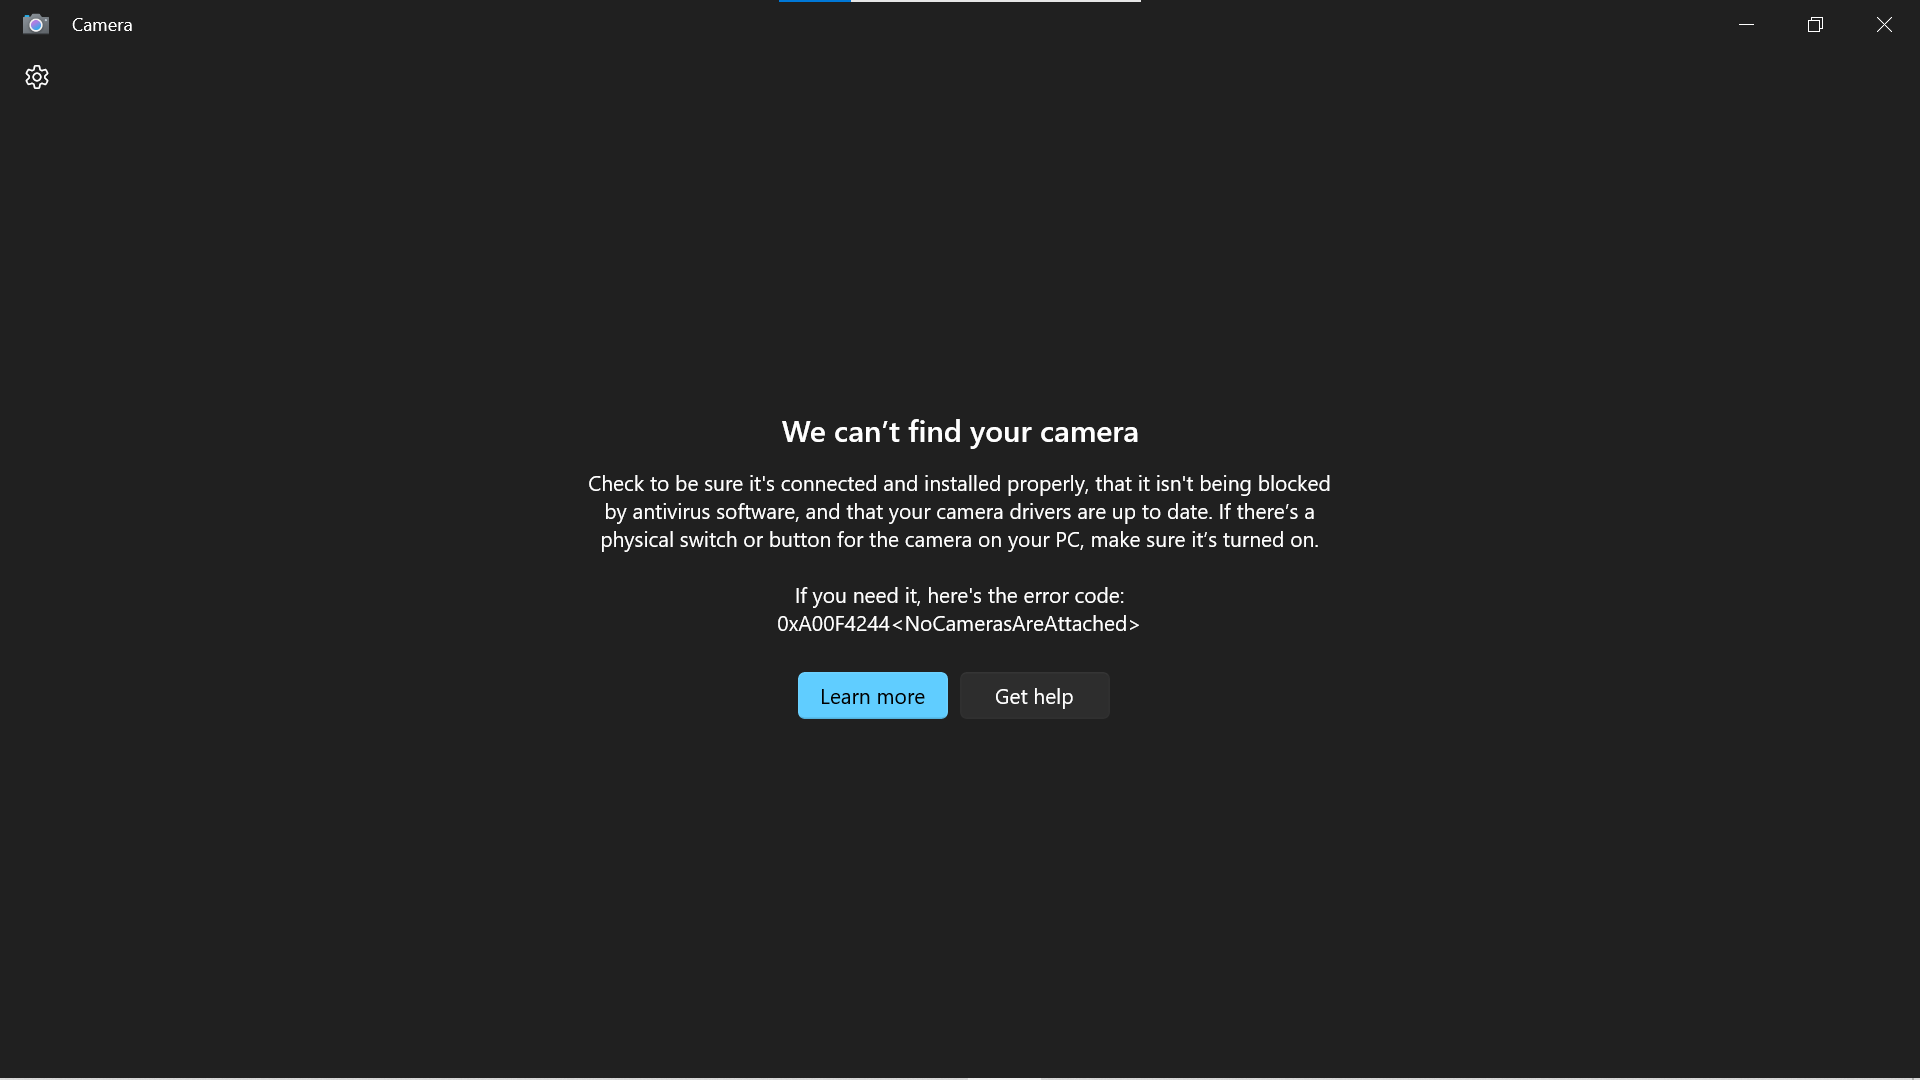 Camera
We can’t find your camera
Check to be sure it's connected and installed properly, that it isn't being blocked
by antivirus software, and that your camera drivers are up to date. If there’s a
physical switch or button for the camera on your PC, make sure it’s turned on.
If you need it, here's the error code:
0xA00F4244<NoCamerasAreAttached>
Learn more
Get help